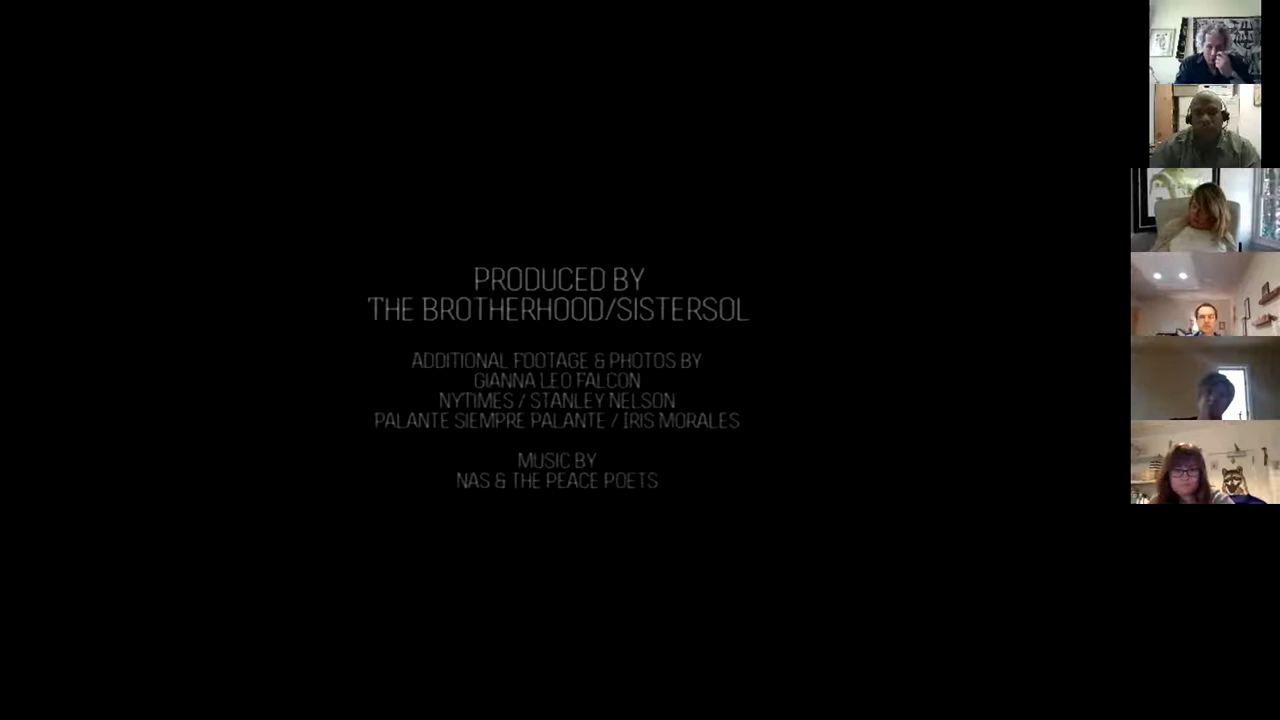 PRODUCED BY
THE BROTHERHOOD/SISTERSOL
ADDITIONAL FOOTAGE & PHOTOS BY
GIANNA LEO FALCON
NYTIMES / STANLEY NELSON
PALANTE SIEMPRE PALANTE / IRIS MORALES
MUSIC BY
NAS & THE PEACE POETS